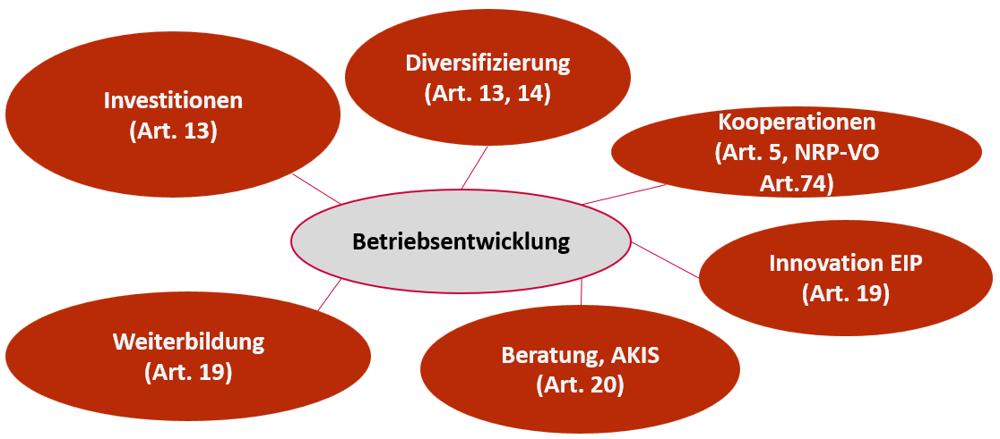 Diversifizierung
(Art. 13, 14)
Investitionen
(Art. 13)
Kooperationen
(Art. 5, NRP-VO
Art.74)
Betriebsentwicklung
Innovation EIP
(Art. 19)
Weiterbildung
(Art. 19)
Beratung, AKIS
(Art. 20)